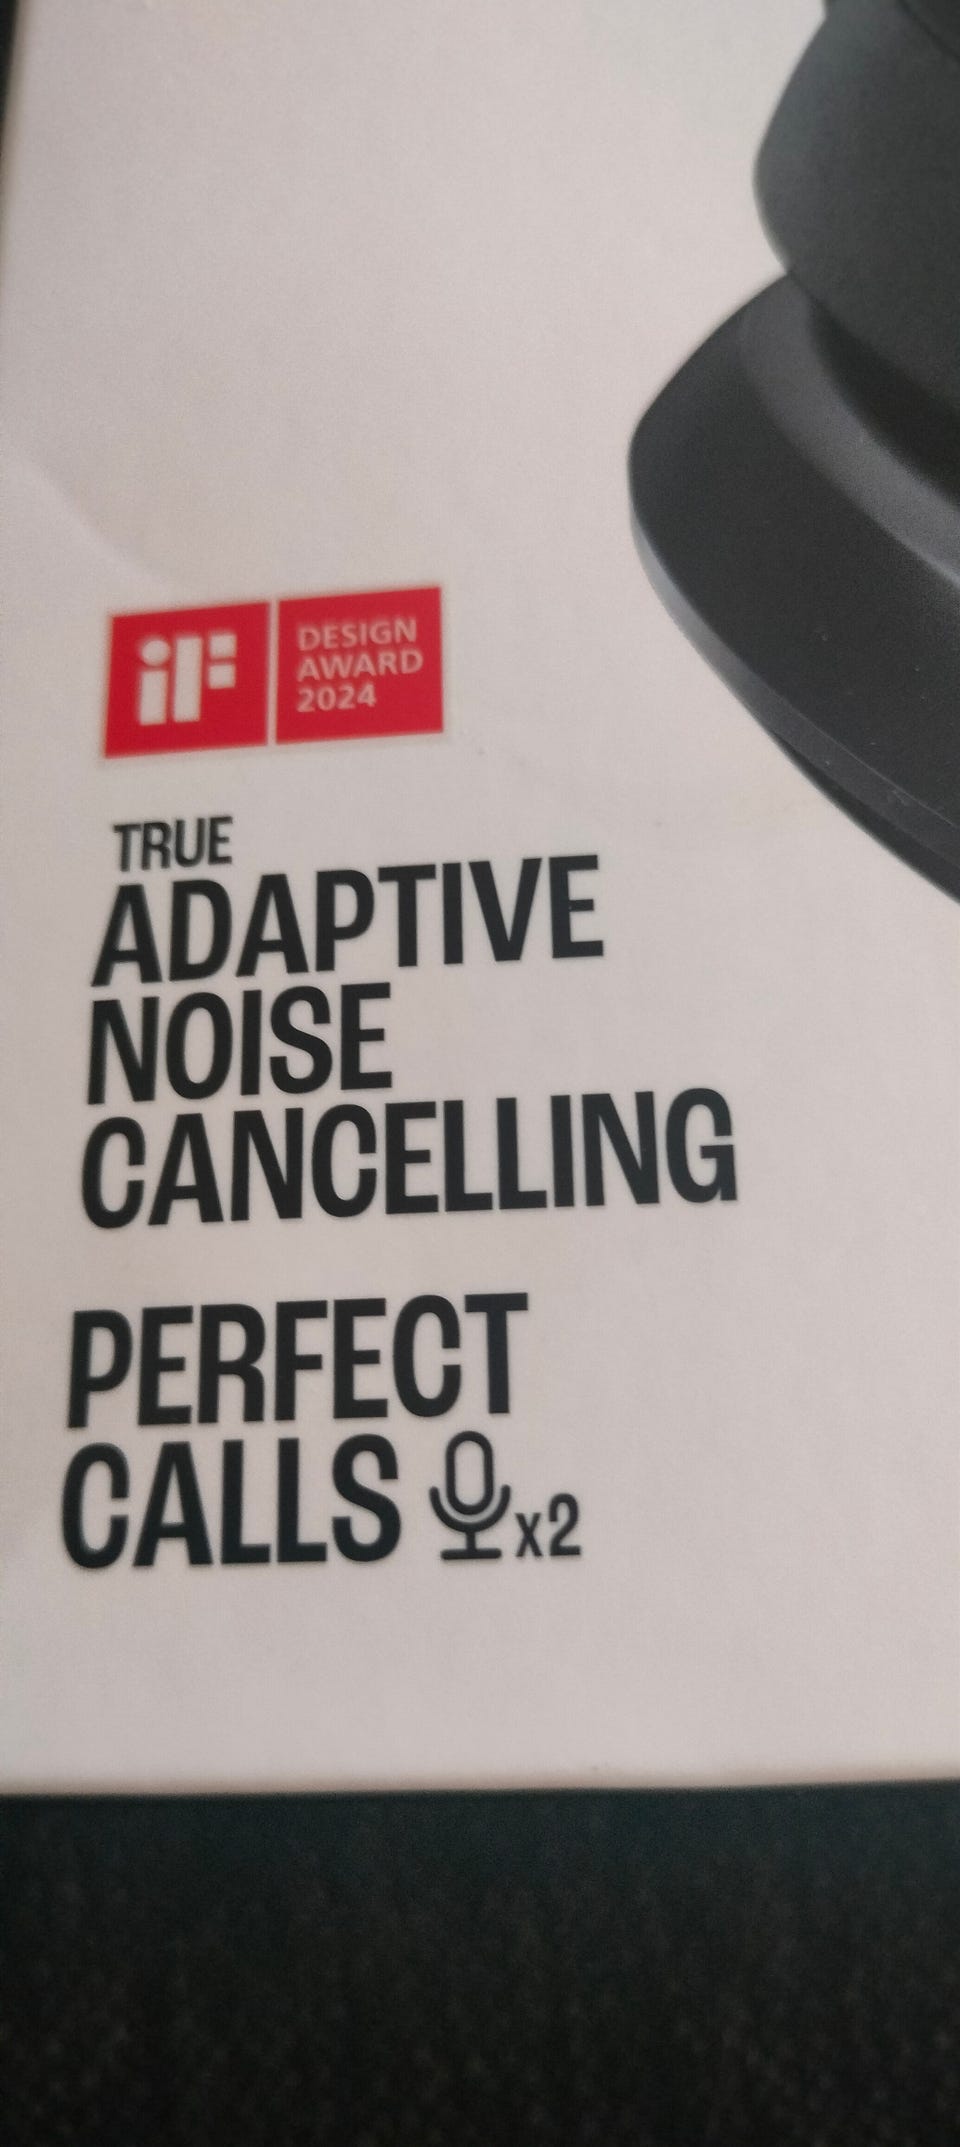 iF
DESIGN
AWARD
2024
TRUE
ADAPTIVE
NOISE
CANCELLING
PERFECT
CALLS x2